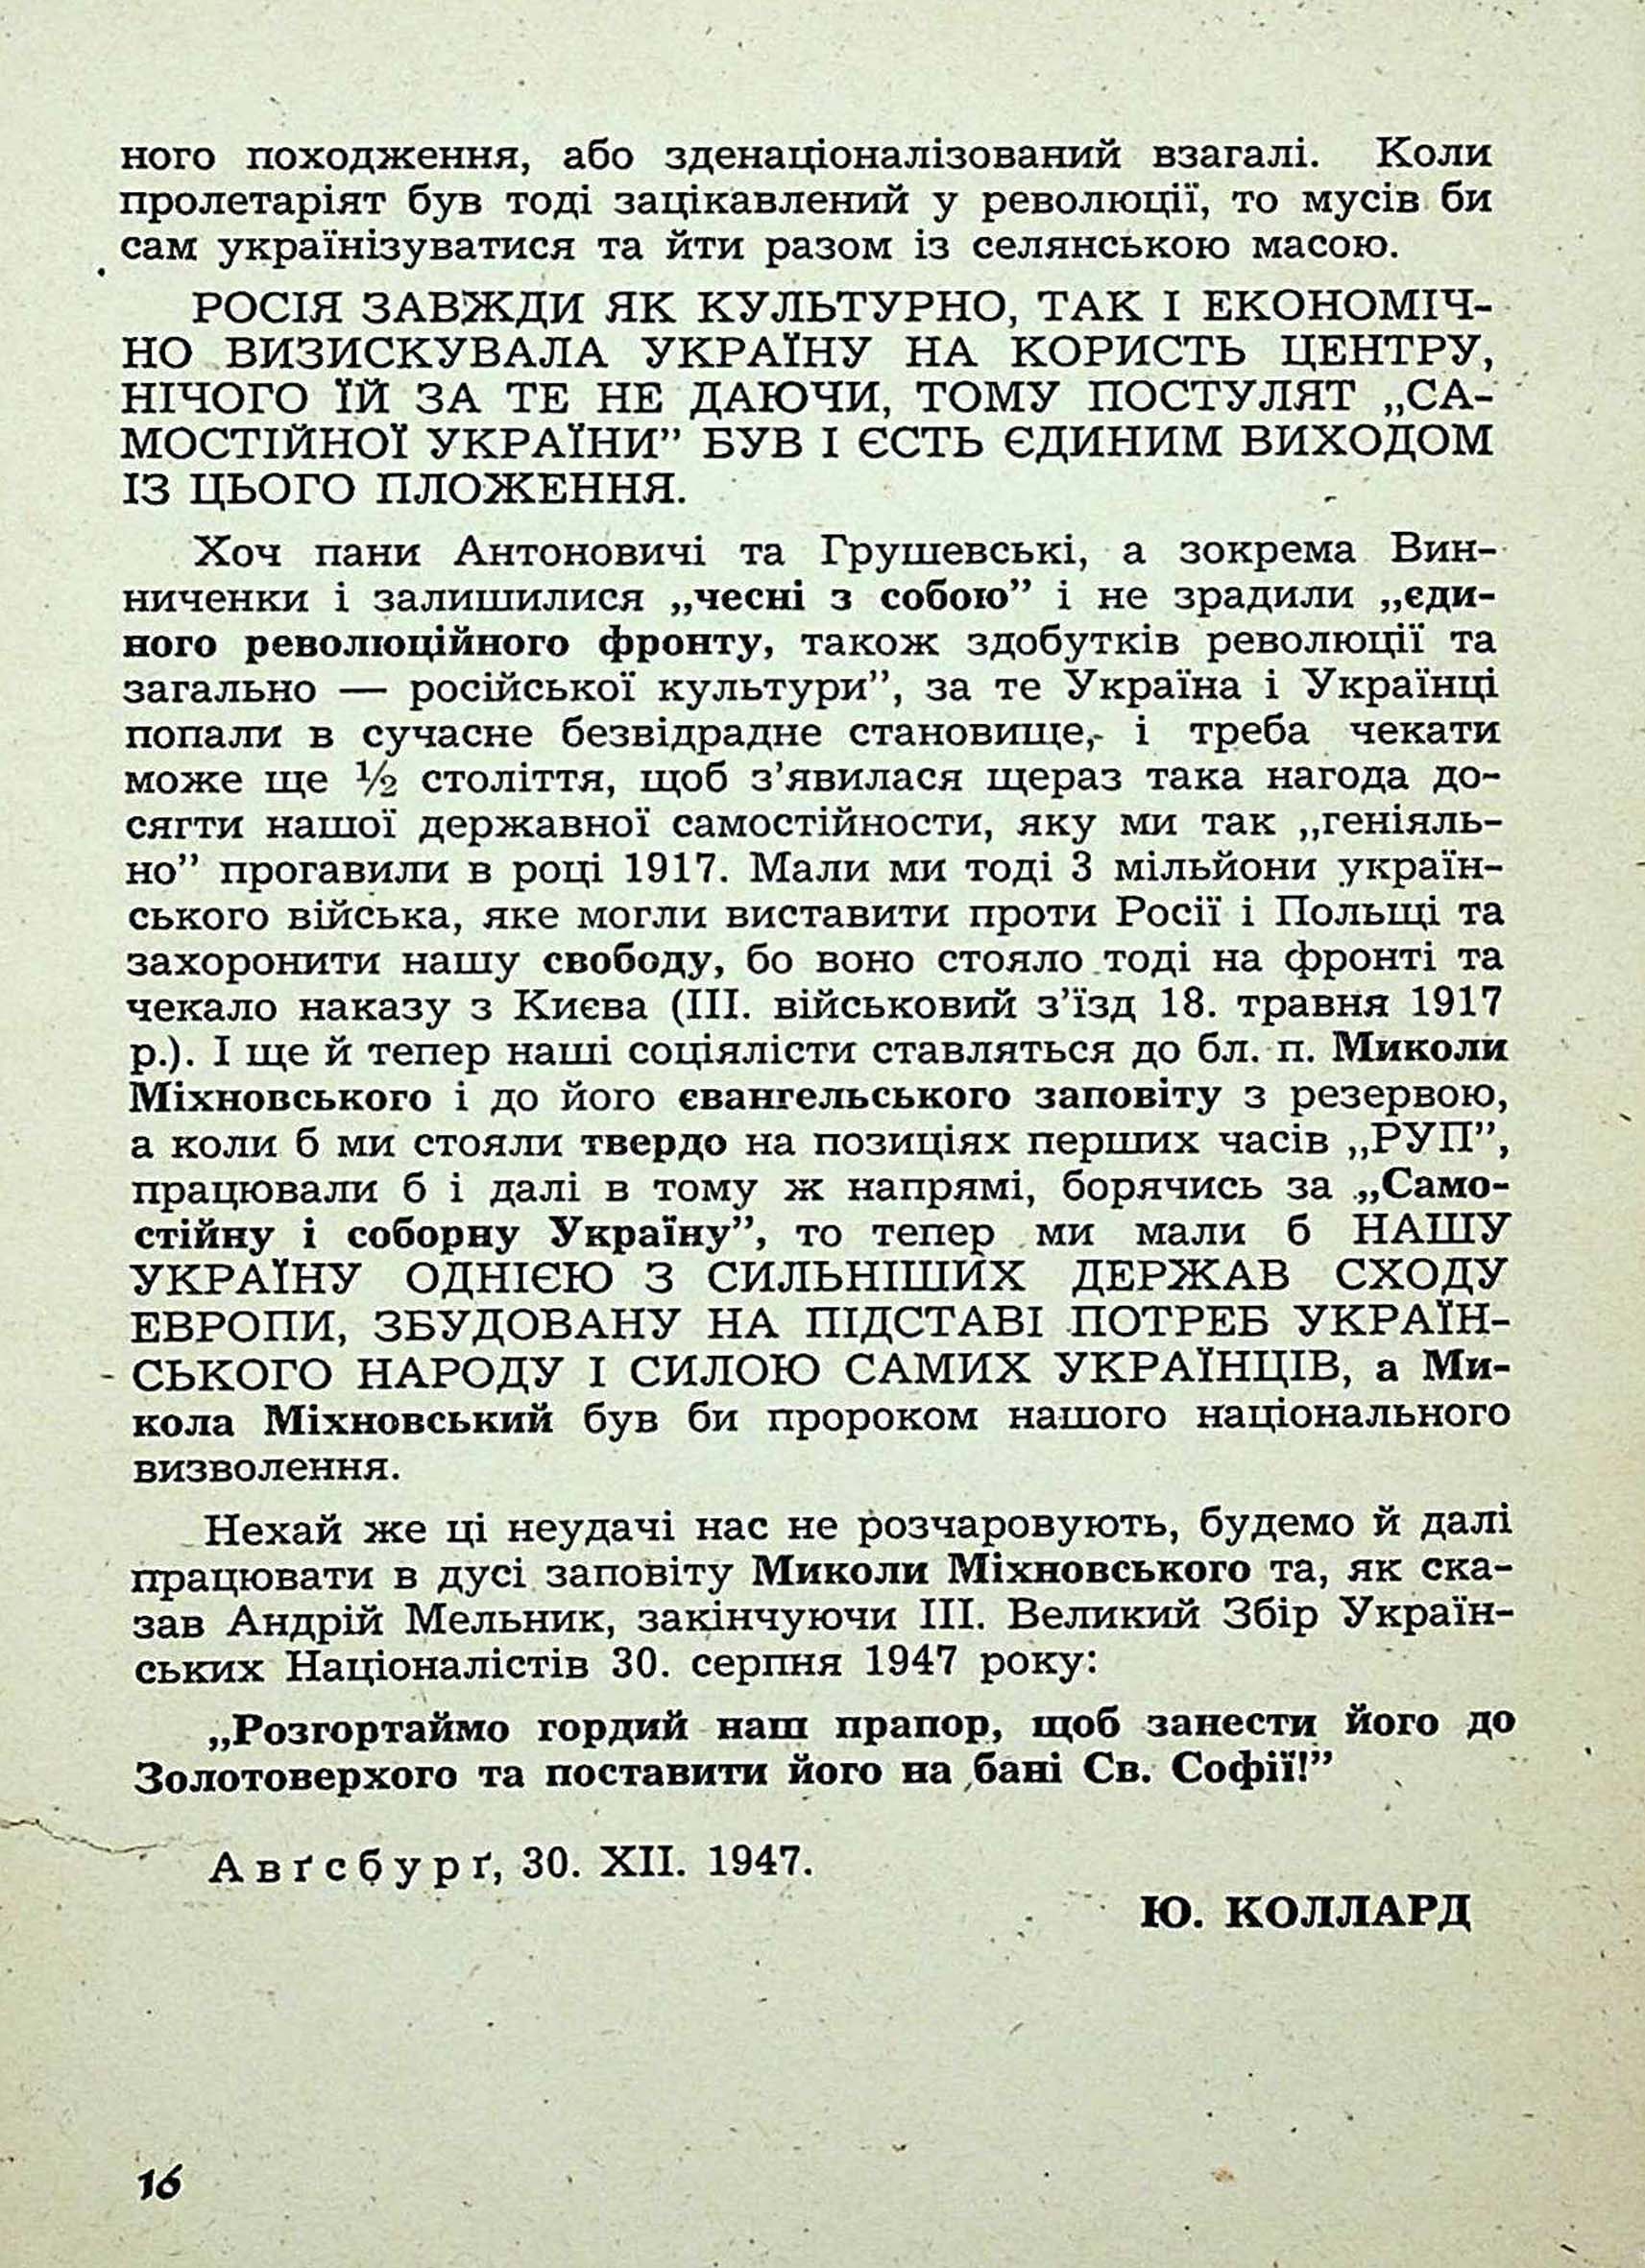 ного походження, або зденаціоналізований взагалі. Коли
пролетаріят був тоді зацікавлений у революції, то мусів би
сам українізуватися та йти разом із селянською масою.
РОСІЯ ЗАВЖДИ ЯК КУЛЬТУРНО, ТАК І ЕКОНОМІЧ-
НО ВИЗИСКУВАЛА УКРАЇНУ НА КОРИСТЬ ЦЕНТРУ,
НІЧОГО ЇЙ ЗА ТЕ НЕ ДАЮЧИ, ТОМУ ПОСТУЛЯТ „СА-
МОСТІЙНОЇ УКРАЇНИ” БУВ І ЄСТЬ ЄДИНИМ ВИХОДОМ
ІЗ ЦЬОГО ПЛОЖЕННЯ.
Хоч пани Антоновичі та Грушевські, а зокрема Вин-
ниченки і залишилися „чесні з собою” і не зрадили „єди-
ного революційного фронту, також здобутків революції та
загально — російської культури”, за те Україна і Українці
попали в сучасне безвідрадне становище, і треба чекати
може ще ½ століття, щоб з’явилася щераз така нагода до-
сягти нашої державної самостійности, яку ми так „геніяль-
но” прогавили в році 1917. Мали ми тоді 3 мільйони україн-
ського війська, яке могли виставити проти Росії і Польщі та
захоронити нашу свободу, бо воно стояло тоді на фронті та
чекало наказу з Києва (III. військовий з’їзд 18. травня 1917
р.). І ще й тепер наші соціялісти ставляться до бл. п. Миколи
Міхновського і до його євангельського заповіту з резервою,
а коли б ми стояли твердо на позиціях перших часів „РУП”,
працювали б і далі в тому ж напрямі, борячись за „Само-
стійну і соборну Україну”, то тепер ми мали б НАШУ
УКРАЇНУ ОДНІЄЮ З СИЛЬНІШИХ ДЕРЖАВ СХОДУ
ЕВРОПИ, ЗБУДОВАНУ НА ПІДСТАВІ ПОТРЕБ УКРАЇН-
СЬКОГО НАРОДУ І СИЛОЮ САМИХ УКРАЇНЦІВ, а Ми-
кола Міхновський був би пророком нашого національного
визволення.
Нехай же ці неудачі нас не розчаровують, будемо й далі
працювати в дусі заповіту Миколи Міхновського та, як ска-
зав Андрій Мельник, закінчуючи III. Великий Збір Україн-
ських Націоналістів 30. серпня 1947 року:
„Розгортаймо гордий наш прапор, щоб занести його до
Золотоверхого та поставити його на бані Св. Софії!”
Авґсбурґ, 30. XII. 1947.
Ю. КОЛЛАРД
16